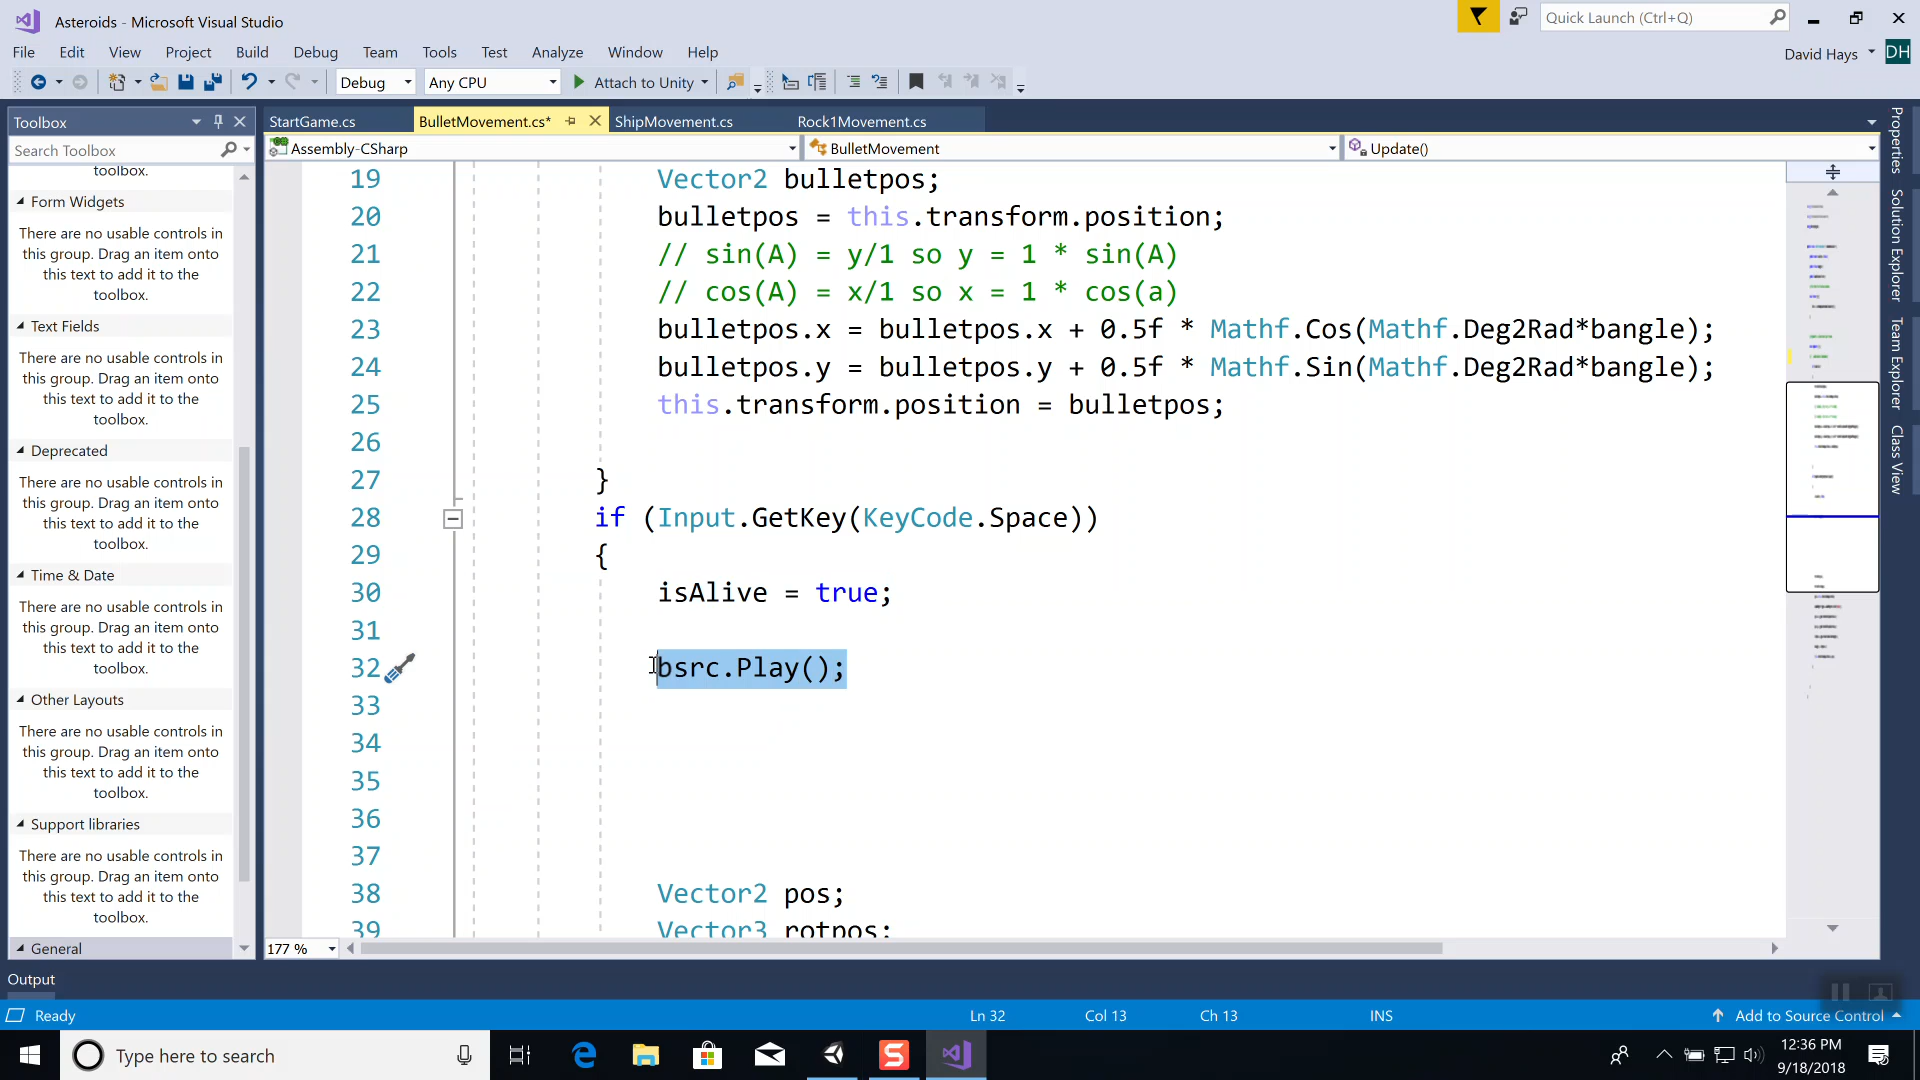 Asteroids - Microsoft Visual Studio
Quick Launch (Ctrl+Q)
File Edit View Project Build Debug Team Tools Test Analyze Window Help
David Hays DH
Debug Any CPU Attach to Unity
Toolbox
StartGame.cs BulletMovement.cs* ShipMovement.cs Rock1Movement.cs
Search Toolbox
Assembly-CSharp BulletMovement Update()
toolbox.
Form Widgets
There are no usable controls in
this group. Drag an item onto
this text to add it to the
toolbox.
Text Fields
There are no usable controls in
this group. Drag an item onto
this text to add it to the
toolbox.
Deprecated
There are no usable controls in
this group. Drag an item onto
this text to add it to the
toolbox.
Time & Date
There are no usable controls in
this group. Drag an item onto
this text to add it to the
toolbox.
Other Layouts
There are no usable controls in
this group. Drag an item onto
this text to add it to the
toolbox.
Support libraries
There are no usable controls in
this group. Drag an item onto
this text to add it to the
toolbox.
General
19 Vector2 bulletpos;
20 bulletpos = this.transform.position;
21 // sin(A) = y/1 so y = 1 * sin(A)
22 // cos(A) = x/1 so x = 1 * cos(a)
23 bulletpos.x = bulletpos.x + 0.5f * Mathf.Cos(Mathf.Deg2Rad*bangle);
24 bulletpos.y = bulletpos.y + 0.5f * Mathf.Sin(Mathf.Deg2Rad*bangle);
25 this.transform.position = bulletpos;
26
27 }
28 if (Input.GetKey(KeyCode.Space))
29 {
30 isAlive = true;
31
32 bsrc.Play();
33
34
35
36
37
38 Vector2 pos;
39 Vector3 rotpos;
177 %
Properties
Solution Explorer
Team Explorer
Class View
Output
Ready Ln 32 Col 13 Ch 13 INS Add to Source Control
Type here to search
12:36 PM
9/18/2018